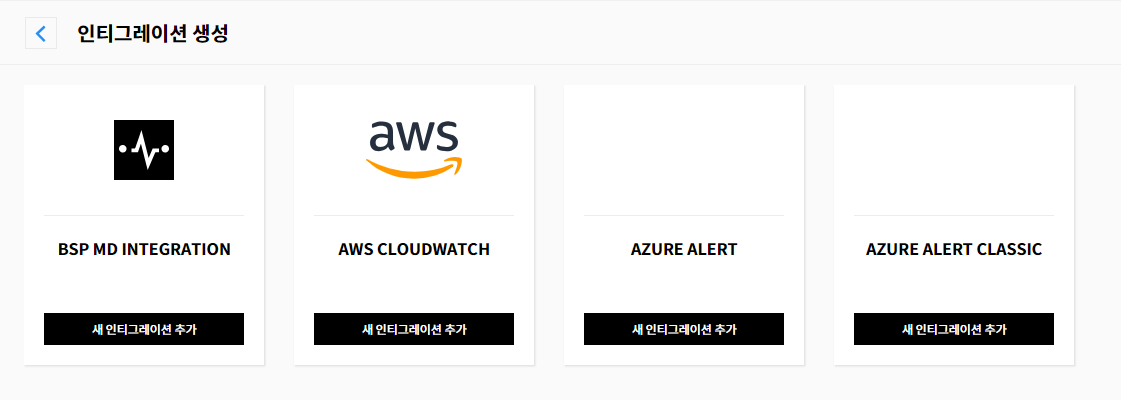 인티그레이션 생성
aws
BSP MD INTEGRATION
AWS CLOUDWATCH
AZURE ALERT
AZURE ALERT CLASSIC
새 인티그레이션 추가
새 인티그레이션 추가
새 인티그레이션 추가
새 인티그레이션 추가